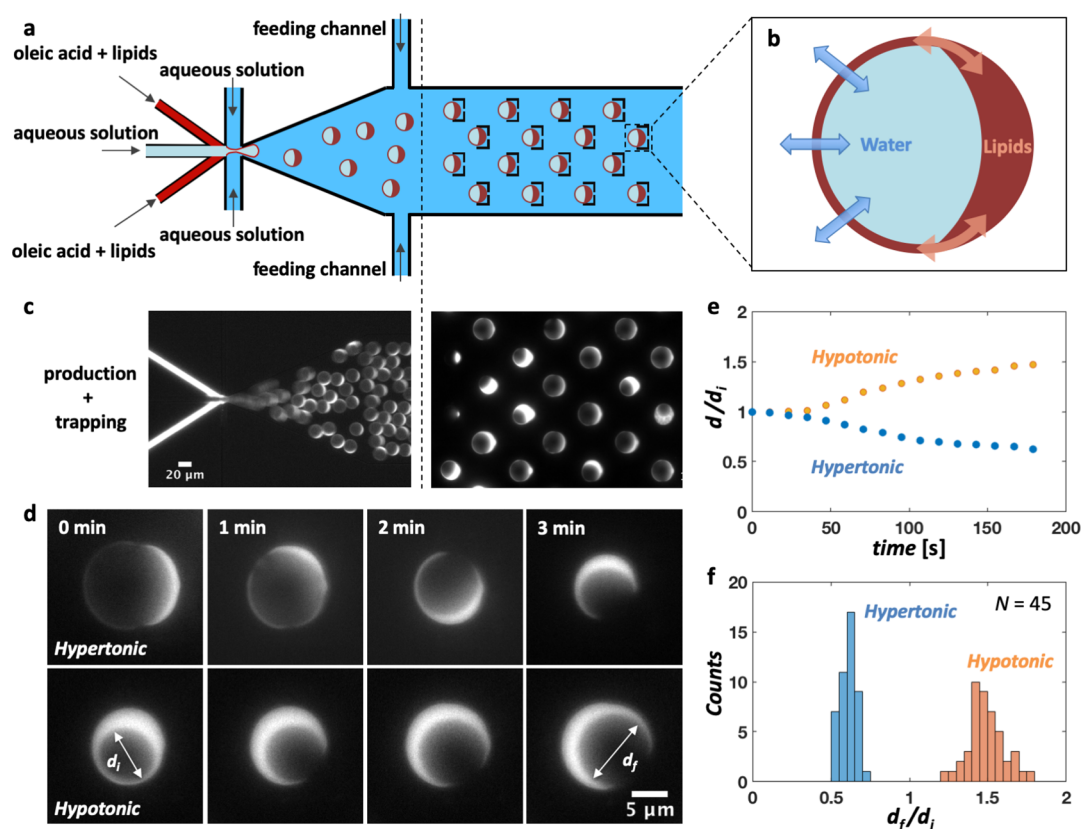 a
oleic acid + lipids
aqueous solution
aqueous solution
oleic acid + lipids
aqueous solution
feeding channel
feeding channel
b
Water
Lipids
c
production
+
trapping
20 µm
d
0 min
1 min
2 min
3 min
Hypertonic
Hypotonic
di
df
5 µm
e
2
1.5
1
0.5
0
d/di
Hypotonic
Hypertonic
0
50
100
150
200
time [s]
f
20
15
10
5
0
Counts
N = 45
Hypertonic
Hypotonic
0
0.5
1
1.5
2
df/di